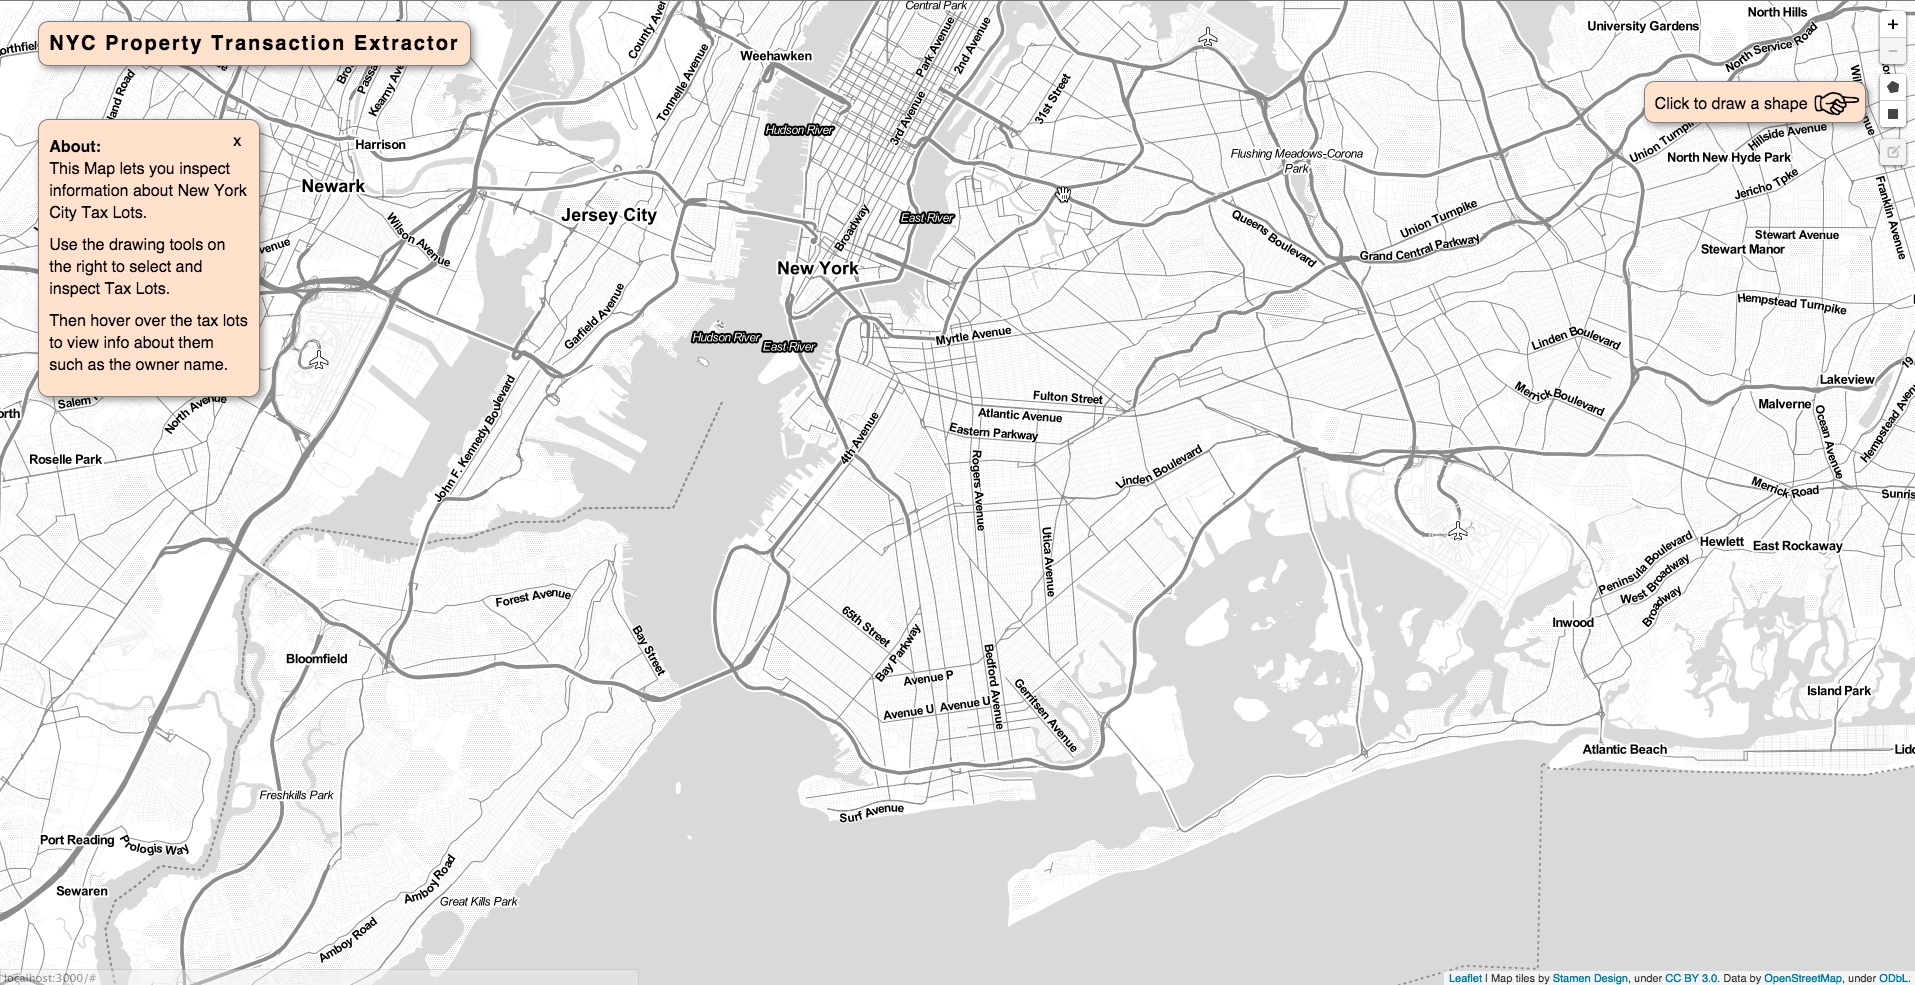 NYC Property Transaction Extractor
x
About:
This Map lets you inspect
information about New York
City Tax Lots.
Use the drawing tools on
the right to select and
inspect Tax Lots.
Then hover over the tax lots
to view info about them
such as the owner name.
Click to draw a shape
+
−
Central Park
University Gardens
North Hills
North Service Road
Weehawken
Park Avenue
2nd Avenue
Tonnelle Avenue
31st Street
3rd Avenue
Hudson River
Harrison
Newark
Flushing Meadows-Corona
Park
Hillside Avenue
North New Hyde Park
Jericho Tpke
Franklin Avenue
Wilson Avenue
Jersey City
East River
Broadway
Queens Boulevard
Union Turnpike
Grand Central Parkway
Stewart Avenue
Stewart Manor
New York
Garfield Avenue
Hempstead Turnpike
Hudson River
East River
Myrtle Avenue
Linden Boulevard
Lakeview
Merrick Boulevard
Malverne
Fulton Street
Atlantic Avenue
Eastern Parkway
North Avenue
Ocean Avenue
4th Avenue
Roselle Park
John F. Kennedy Boulevard
Rogers Avenue
Linden Boulevard
Merrick Road
Utica Avenue
Hewlett
East Rockaway
Peninsula Boulevard
West Broadway
Broadway
Forest Avenue
Inwood
65th Street
Bay Parkway
Bay Street
Bloomfield
Avenue P
Bedford Avenue
Gerritsen Avenue
Avenue U
Avenue U
Island Park
Atlantic Beach
Freshkills Park
Surf Avenue
Port Reading
Prologis Way
Sewaren
Amboy Road
Great Kills Park
Amboy Road
localhost:3000/#
Leaflet | Map tiles by Stamen Design, under CC BY 3.0. Data by OpenStreetMap, under ODbL.